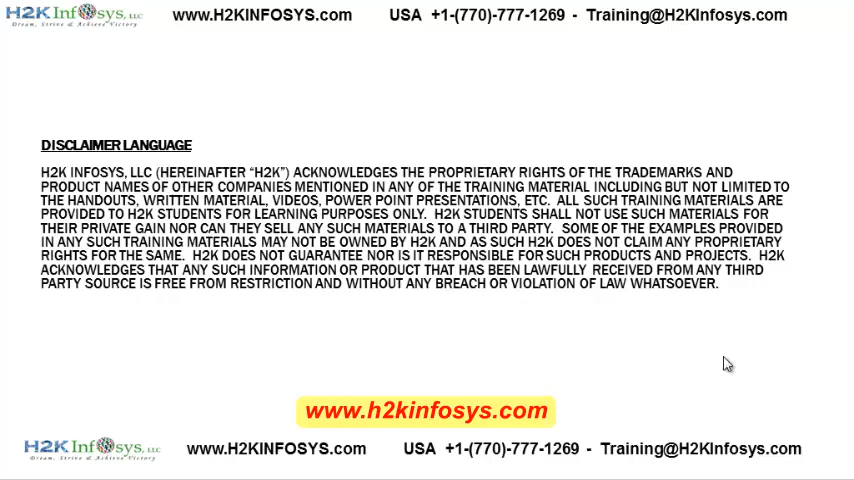 H2K Infosys, LLC
Dream, Strive & Achieve Victory
www.H2KINFOSYS.com USA +1-(770)-777-1269 - Training@H2KInfosys.com
DISCLAIMER LANGUAGE
H2K INFOSYS, LLC (HEREINAFTER “H2K”) ACKNOWLEDGES THE PROPRIETARY RIGHTS OF THE TRADEMARKS AND
PRODUCT NAMES OF OTHER COMPANIES MENTIONED IN ANY OF THE TRAINING MATERIAL INCLUDING BUT NOT LIMITED TO
THE HANDOUTS, WRITTEN MATERIAL, VIDEOS, POWER POINT PRESENTATIONS, ETC. ALL SUCH TRAINING MATERIALS ARE
PROVIDED TO H2K STUDENTS FOR LEARNING PURPOSES ONLY. H2K STUDENTS SHALL NOT USE SUCH MATERIALS FOR
THEIR PRIVATE GAIN NOR CAN THEY SELL ANY SUCH MATERIALS TO A THIRD PARTY. SOME OF THE EXAMPLES PROVIDED
IN ANY SUCH TRAINING MATERIALS MAY NOT BE OWNED BY H2K AND AS SUCH H2K DOES NOT CLAIM ANY PROPRIETARY
RIGHTS FOR THE SAME. H2K DOES NOT GUARANTEE NOR IS IT RESPONSIBLE FOR SUCH PRODUCTS AND PROJECTS. H2K
ACKNOWLEDGES THAT ANY SUCH INFORMATION OR PRODUCT THAT HAS BEEN LAWFULLY RECEIVED FROM ANY THIRD
PARTY SOURCE IS FREE FROM RESTRICTION AND WITHOUT ANY BREACH OR VIOLATION OF LAW WHATSOEVER.
www.h2kinfosys.com
H2K Infosys, LLC
Dream, Strive & Achieve Victory
www.H2KINFOSYS.com USA +1-(770)-777-1269 - Training@H2KInfosys.com